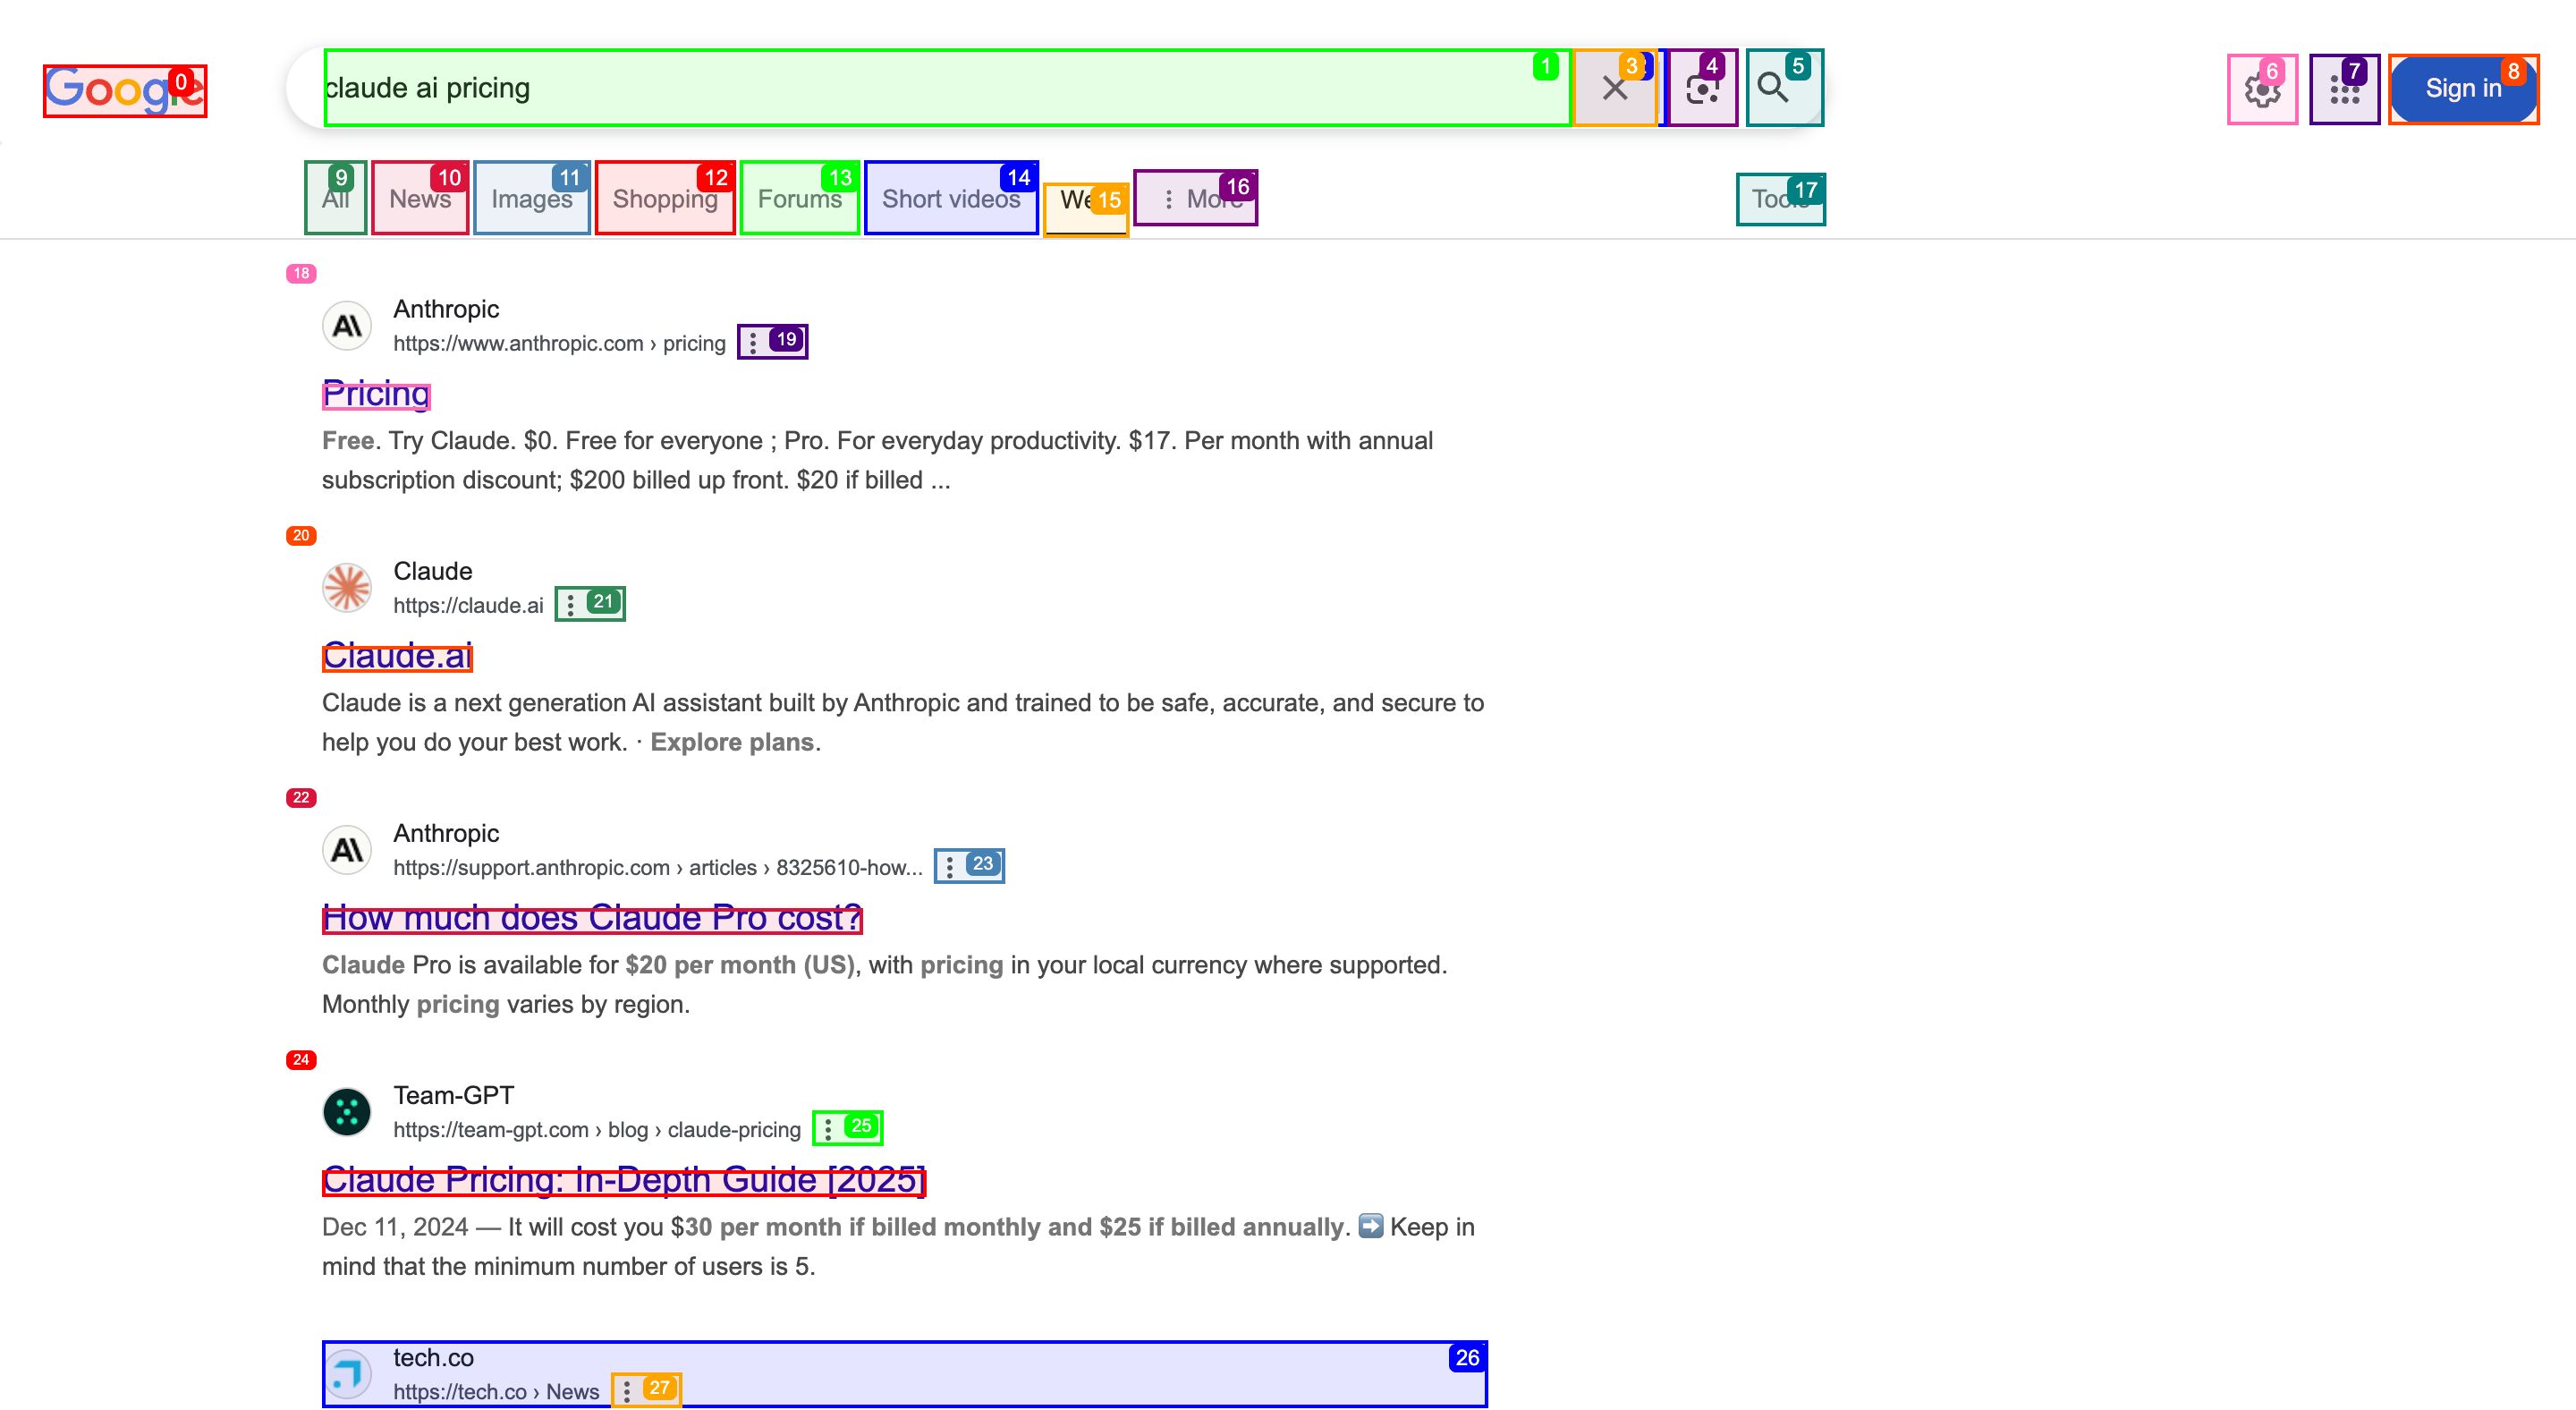 Google 0
claude ai pricing 1 3 4 5
6 7 Sign in 8
All 9 News 10 Images 11 Shopping 12 Forums 13 Short videos 14 15 More 16 Tools 17
18
Anthropic
https://www.anthropic.com › pricing 19
Pricing
Free. Try Claude. $0. Free for everyone ; Pro. For everyday productivity. $17. Per month with annual
subscription discount; $200 billed up front. $20 if billed ...
20
Claude
https://claude.ai 21
Claude.ai
Claude is a next generation AI assistant built by Anthropic and trained to be safe, accurate, and secure to
help you do your best work. · Explore plans.
22
Anthropic
https://support.anthropic.com › articles › 8325610-how... 23
How much does Claude Pro cost?
Claude Pro is available for $20 per month (US), with pricing in your local currency where supported.
Monthly pricing varies by region.
24
Team-GPT
https://team-gpt.com › blog › claude-pricing 25
Claude Pricing: In-Depth Guide [2025]
Dec 11, 2024 — It will cost you $30 per month if billed monthly and $25 if billed annually. ➡️ Keep in
mind that the minimum number of users is 5.
tech.co 26
https://tech.co › News 27